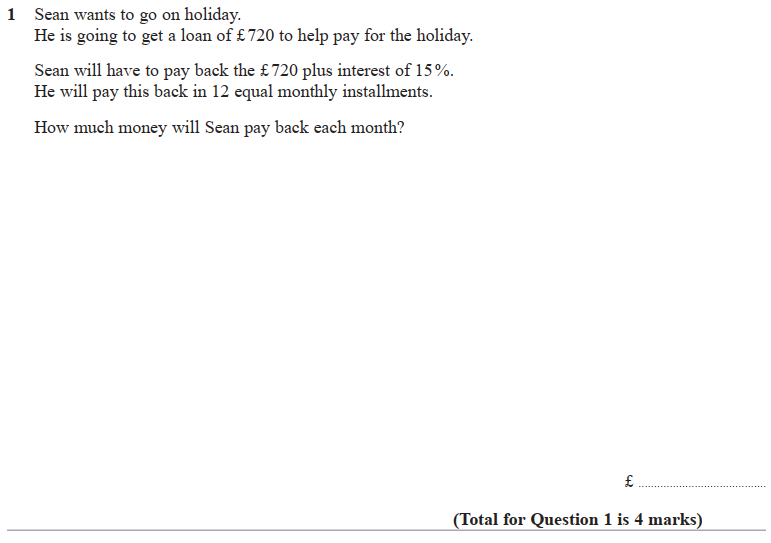 1 Sean wants to go on holiday.
He is going to get a loan of £720 to help pay for the holiday.
Sean will have to pay back the £720 plus interest of 15%.
He will pay this back in 12 equal monthly installments.
How much money will Sean pay back each month?
£ ..........................................
(Total for Question 1 is 4 marks)